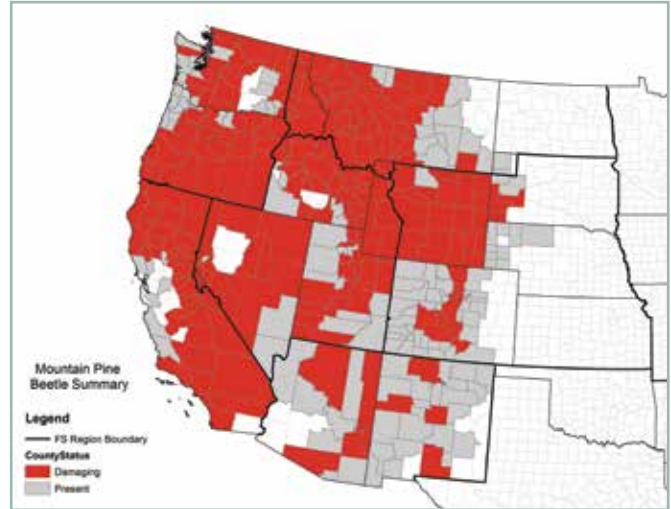 Mountain Pine
Beetle Summary
Legend
FS Region Boundary
CountyStatus
Damaging
Present